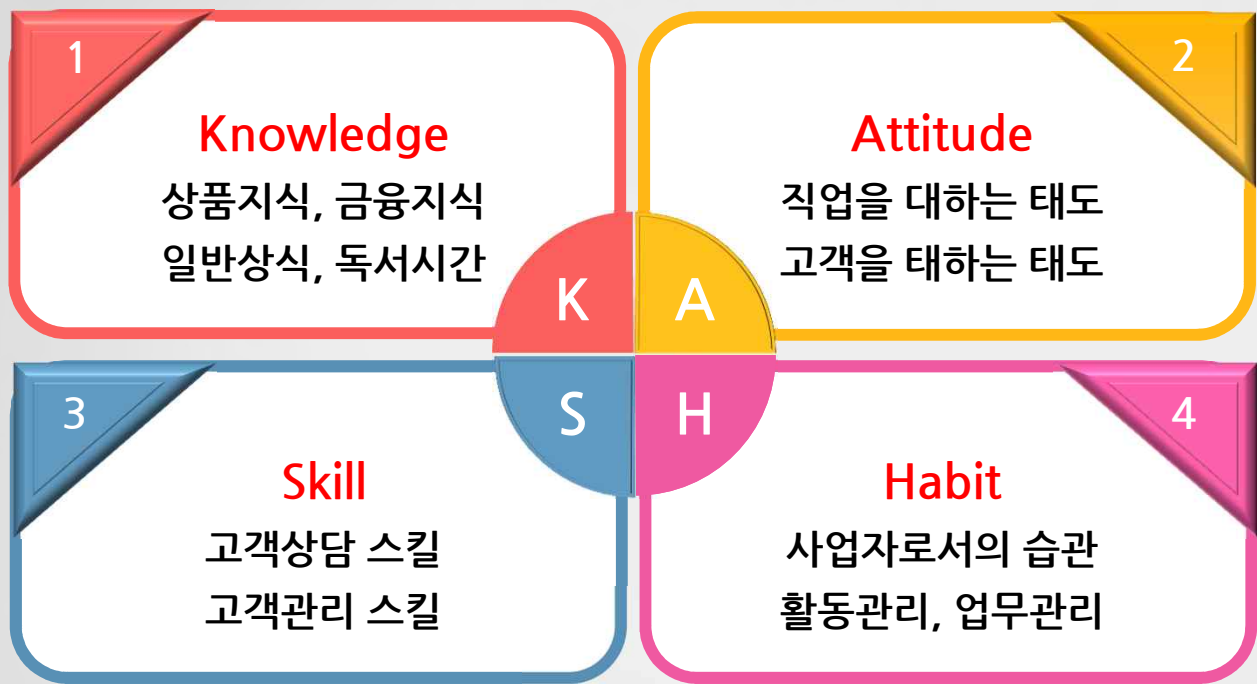 1
Knowledge
상품지식, 금융지식
일반상식, 독서시간
2
Attitude
직업을 대하는 태도
고객을 태하는 태도
K
A
S
H
3
Skill
고객상담 스킬
고객관리 스킬
4
Habit
사업자로서의 습관
활동관리, 업무관리